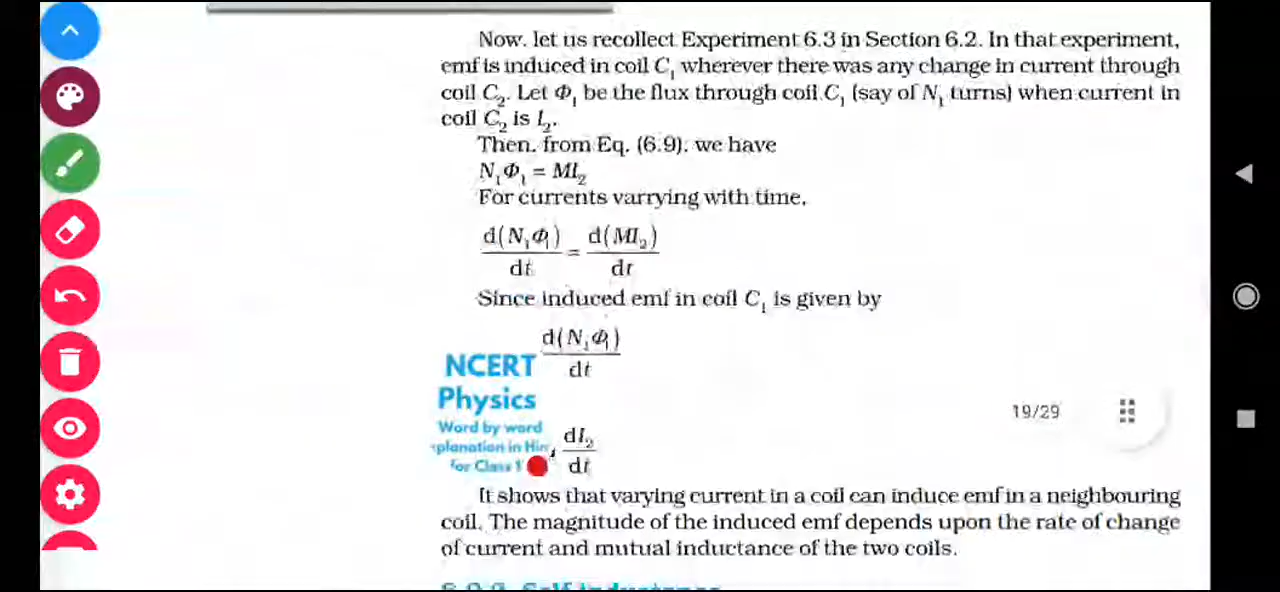 Now, let us recollect Experiment 6.3 in Section 6.2. In that experiment,
emf is induced in coil C₁ wherever there was any change in current through
coil C₂. Let Φ₁ be the flux through coil C₁ (say of N₁ turns) when current in
coil C₂ is I₂.
Then, from Eq. (6.9), we have
N₁Φ₁ = MI₂
For currents varrying with time,
d(N₁Φ₁)/dt = d(MI₂)/dt
Since induced emf in coil C₁ is given by
d(N₁Φ₁)/dt
NCERT
Physics
Word by word
planation in Hin
for Class 1
dI₂/dt
19/29
It shows that varying current in a coil can induce emf in a neighbouring
coil. The magnitude of the induced emf depends upon the rate of change
of current and mutual inductance of the two coils.